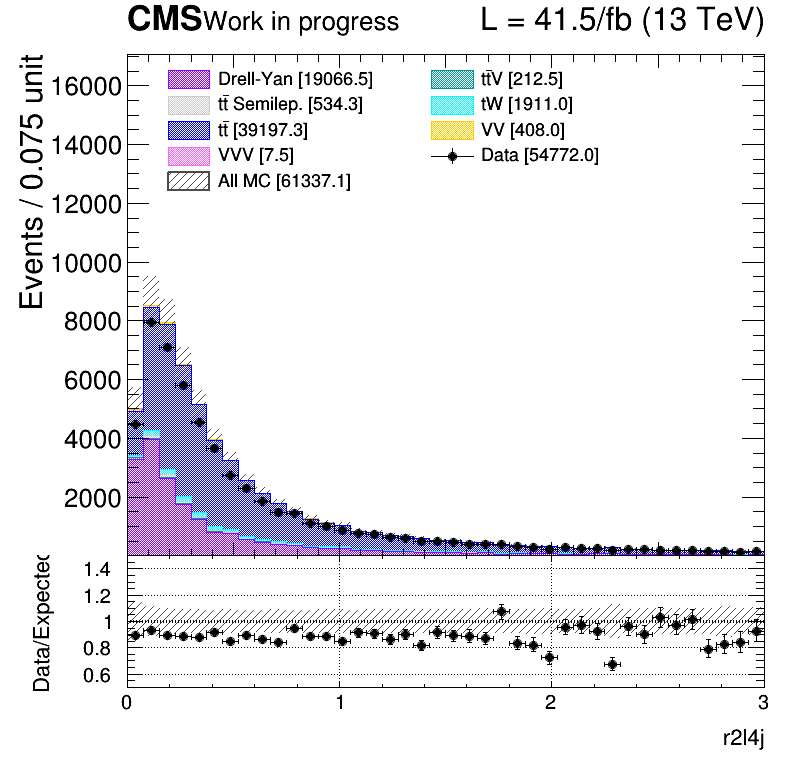 CMS Work in progress L = 41.5/fb (13 TeV)
Events / 0.075 unit
16000
14000
12000
10000
8000
6000
4000
2000
Drell-Yan [19066.5]
tt̄ Semilep. [534.3]
tt̄ [39197.3]
VVV [7.5]
All MC [61337.1]
tt̄V [212.5]
tW [1911.0]
VV [408.0]
Data [54772.0]
Data/Expected
1.4
1.2
1
0.8
0.6
0 1 2 3
r2l4j